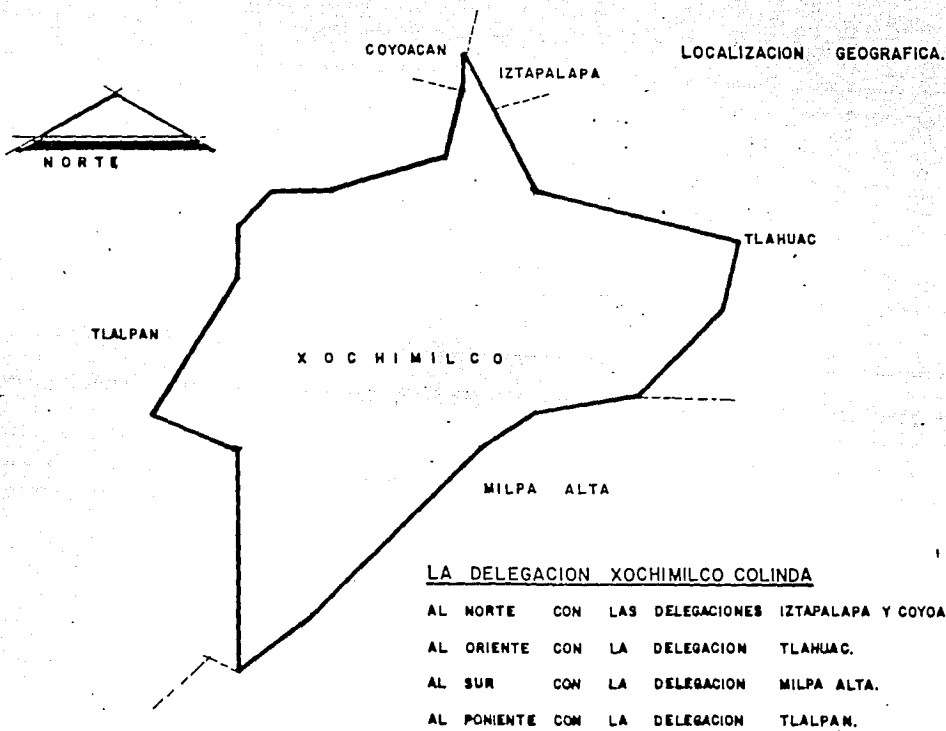 LOCALIZACION GEOGRAFICA.
COYOACAN
IZTAPALAPA
NORTE
TLAHUAC
TLALPAN
XOCHIMILCO
MILPA ALTA
LA DELEGACION XOCHIMILCO COLINDA
AL NORTE CON LAS DELEGACIONES IZTAPALAPA Y COYOA
AL ORIENTE CON LA DELEGACION TLAHUAC.
AL SUR CON LA DELEGACION MILPA ALTA.
AL PONIENTE CON LA DELEGACION TLALPAN.